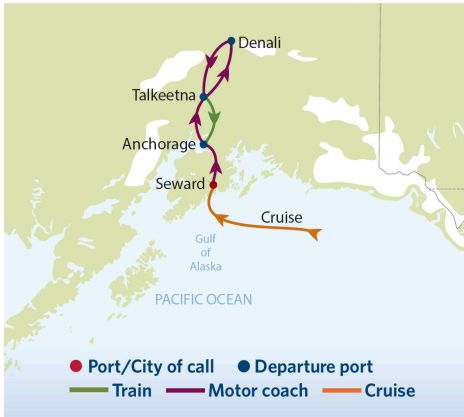 Denali
Talkeetna
Anchorage
Seward
Cruise
Gulf
of
Alaska
PACIFIC OCEAN
Port/City of call
Departure port
Train
Motor coach
Cruise